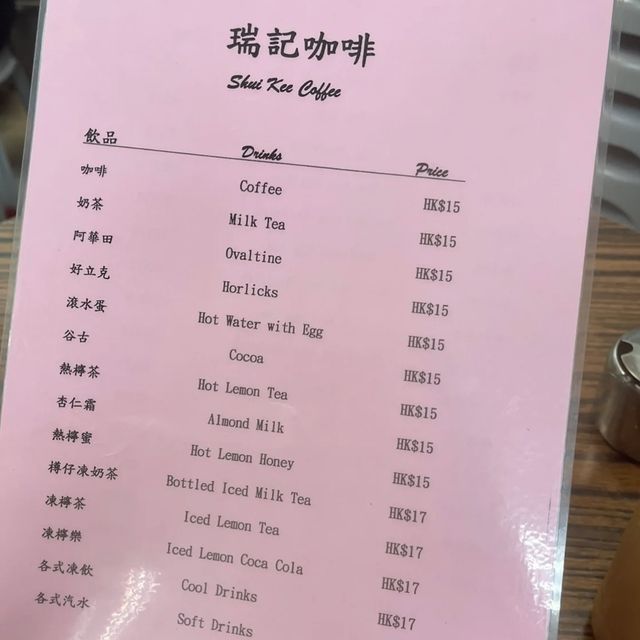 瑞記咖啡
Shui Kee Coffee
飲品 Drinks Price
咖啡 Coffee HK$15
奶茶 Milk Tea HK$15
阿華田 Ovaltine HK$15
好立克 Horlicks HK$15
滾水蛋 Hot Water with Egg HK$15
谷古 Cocoa HK$15
熱檸茶 Hot Lemon Tea HK$15
杏仁霜 Almond Milk HK$15
熱檸蜜 Hot Lemon Honey HK$15
樽仔凍奶茶 Bottled Iced Milk Tea HK$17
凍檸茶 Iced Lemon Tea HK$17
凍檸樂 Iced Lemon Coca Cola HK$17
各式凍飲 Cool Drinks HK$17
各式汽水 Soft Drinks